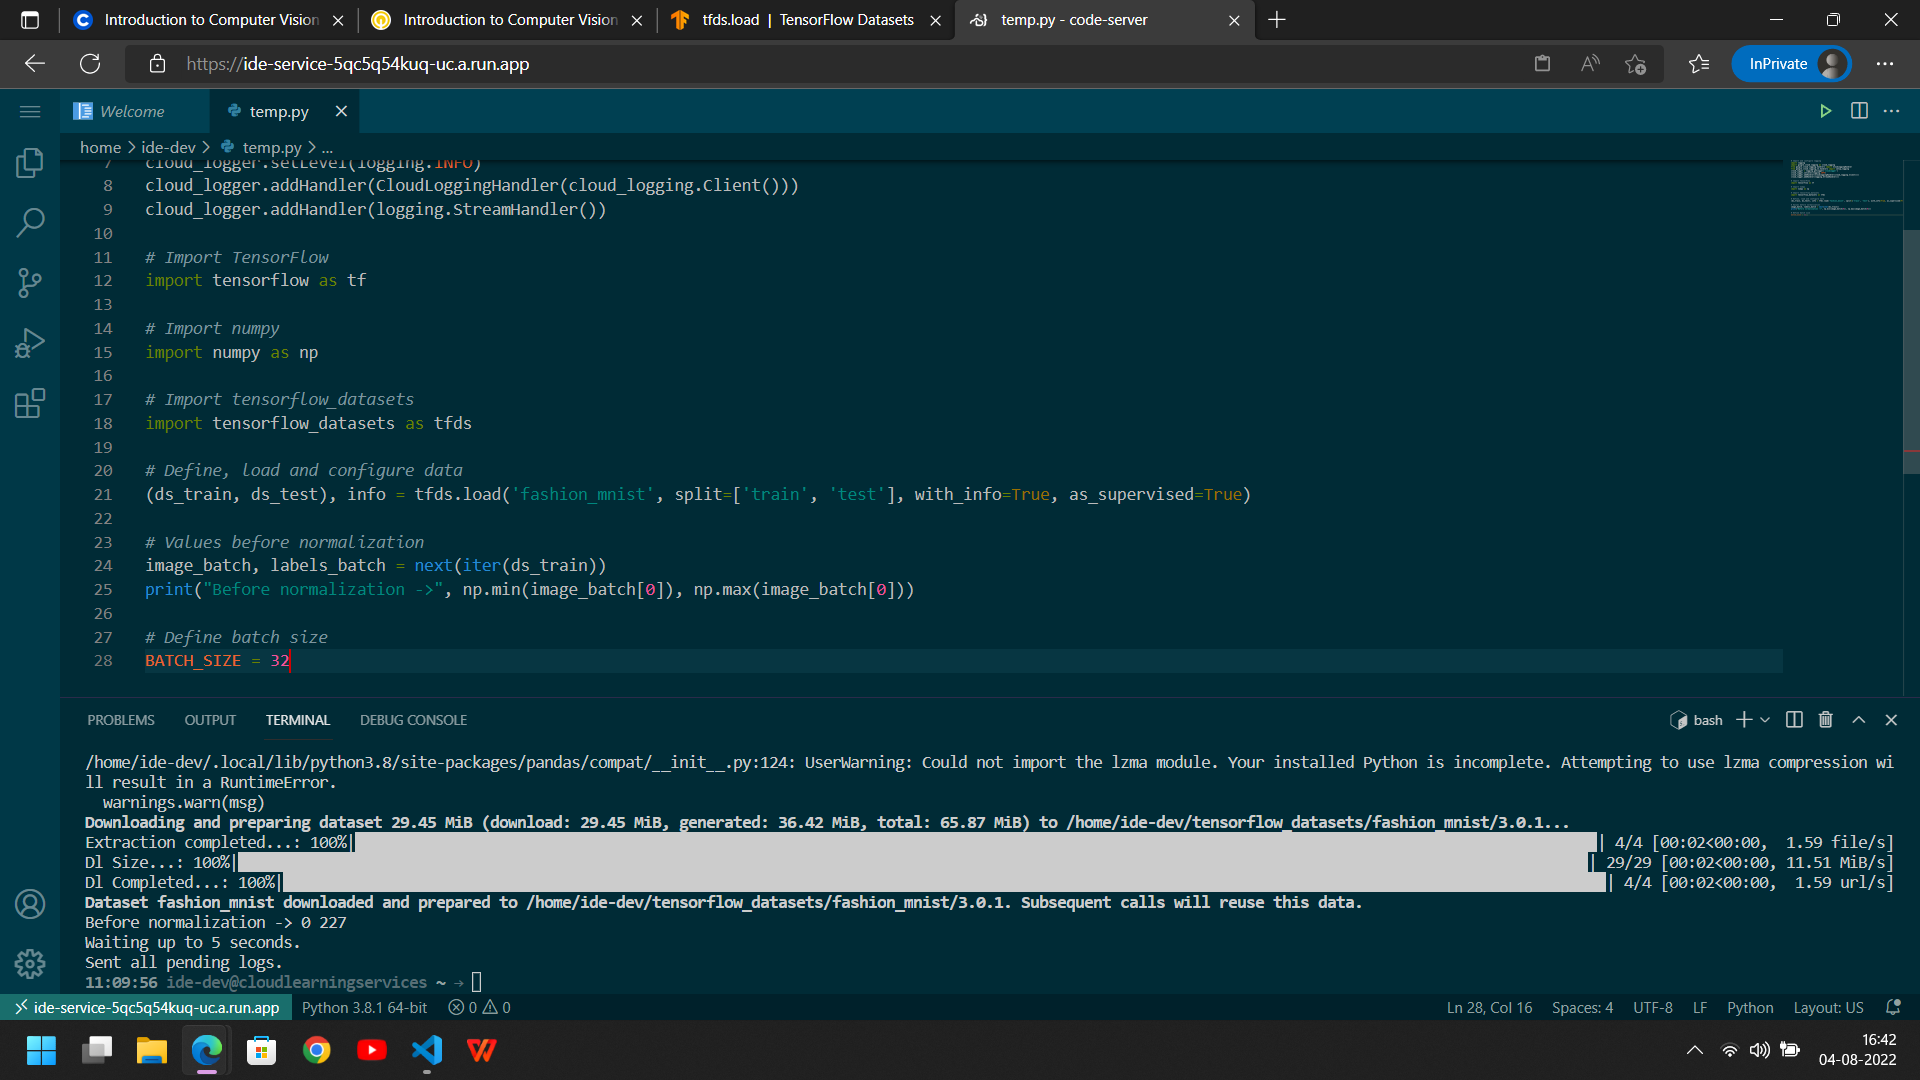 Introduction to Computer Vision
Introduction to Computer Vision
tfds.load | TensorFlow Datasets
temp.py - code-server
https://ide-service-5qc5q54kuq-uc.a.run.app
InPrivate
Welcome
temp.py
home > ide-dev > temp.py > ...
7 cloud_logger.setLevel(logging.INFO)
8 cloud_logger.addHandler(CloudLoggingHandler(cloud_logging.Client()))
9 cloud_logger.addHandler(logging.StreamHandler())
10
11 # Import TensorFlow
12 import tensorflow as tf
13
14 # Import numpy
15 import numpy as np
16
17 # Import tensorflow_datasets
18 import tensorflow_datasets as tfds
19
20 # Define, load and configure data
21 (ds_train, ds_test), info = tfds.load('fashion_mnist', split=['train', 'test'], with_info=True, as_supervised=True)
22
23 # Values before normalization
24 image_batch, labels_batch = next(iter(ds_train))
25 print("Before normalization ->", np.min(image_batch[0]), np.max(image_batch[0]))
26
27 # Define batch size
28 BATCH_SIZE = 32
PROBLEMS OUTPUT TERMINAL DEBUG CONSOLE
bash
/home/ide-dev/.local/lib/python3.8/site-packages/pandas/compat/__init__.py:124: UserWarning: Could not import the lzma module. Your installed Python is incomplete. Attempting to use lzma compression wi
ll result in a RuntimeError.
warnings.warn(msg)
Downloading and preparing dataset 29.45 MiB (download: 29.45 MiB, generated: 36.42 MiB, total: 65.87 MiB) to /home/ide-dev/tensorflow_datasets/fashion_mnist/3.0.1...
Extraction completed...: 100%| | 4/4 [00:02<00:00, 1.59 file/s]
Dl Size...: 100%| | 29/29 [00:02<00:00, 11.51 MiB/s]
Dl Completed...: 100%| | 4/4 [00:02<00:00, 1.59 url/s]
Dataset fashion_mnist downloaded and prepared to /home/ide-dev/tensorflow_datasets/fashion_mnist/3.0.1. Subsequent calls will reuse this data.
Before normalization -> 0 227
Waiting up to 5 seconds.
Sent all pending logs.
11:09:56 ide-dev@cloudlearningservices ~ →
ide-service-5qc5q54kuq-uc.a.run.app Python 3.8.1 64-bit 0 0 Ln 28, Col 16 Spaces: 4 UTF-8 LF Python Layout: US
16:42
04-08-2022